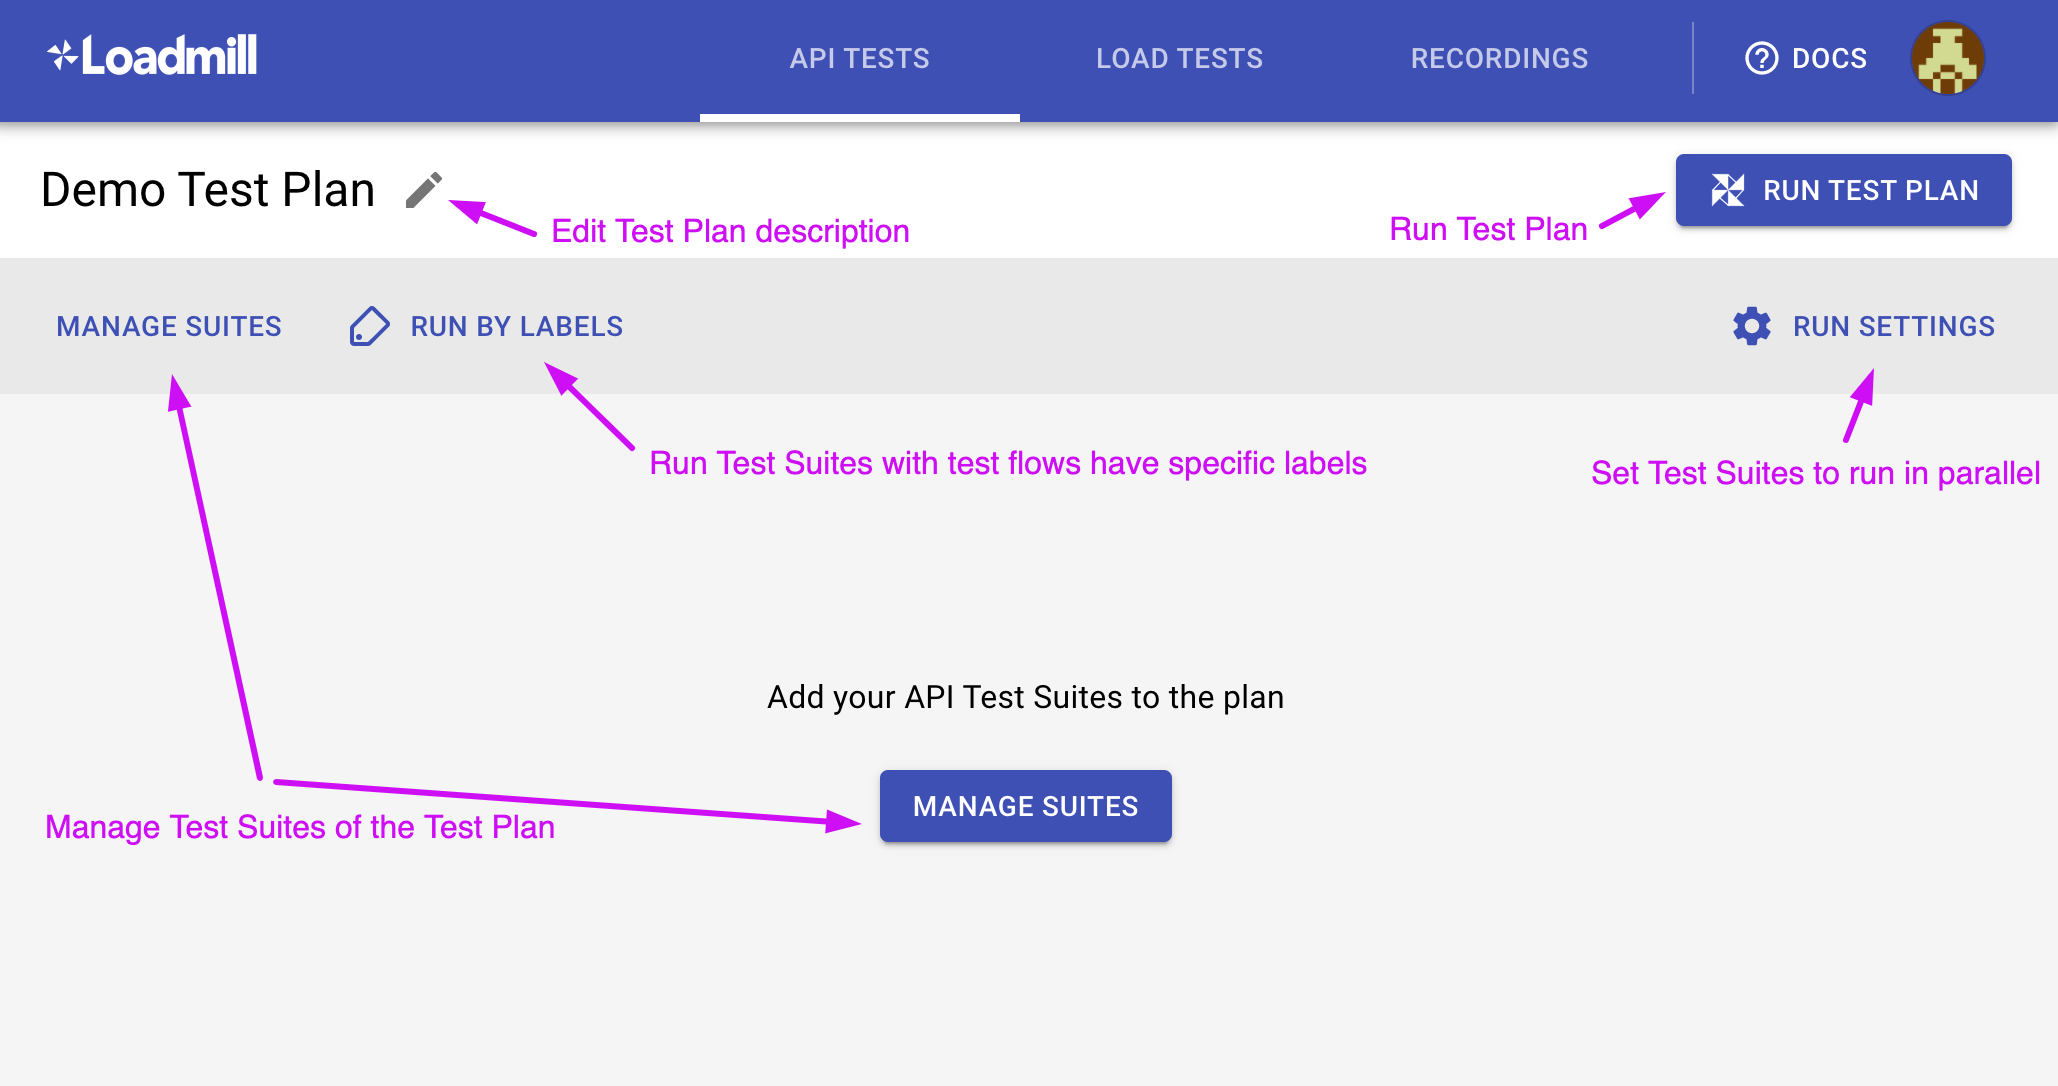 Loadmill
API TESTS
LOAD TESTS
RECORDINGS
DOCS
Demo Test Plan
Edit Test Plan description
Run Test Plan
RUN TEST PLAN
MANAGE SUITES
RUN BY LABELS
RUN SETTINGS
Run Test Suites with test flows have specific labels
Set Test Suites to run in parallel
Add your API Test Suites to the plan
MANAGE SUITES
Manage Test Suites of the Test Plan